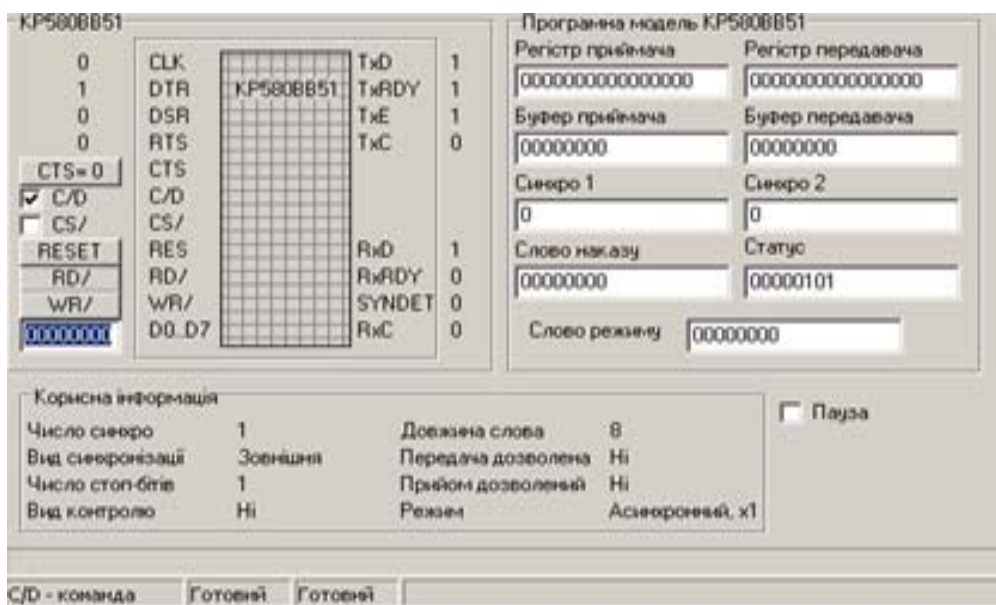 КР580ВВ51
0 CLK TxD 1
1 DTR КР580ВВ51 TxRDY 1
0 DSR TxE 1
0 RTS TxC 0
CTS= 0 CTS
C/D C/D
CS/ CS/
RESET RES RxD 1
RD/ RD/ RxRDY 0
WR/ WR/ SYNDET 0
00000000 D0..D7 RxC 0
Програмна модель КР580ВВ51
Регістр приймача Регістр передавача
0000000000000000 0000000000000000
Буфер приймача Буфер передавача
00000000 00000000
Синхро 1 Синхро 2
0 0
Слово наказу Статус
00000000 00000101
Слово режиму 00000000
Корисна інформація
Число синхро 1 Довжина слова 8
Вид синхронізації Зовнішня Передача дозволена Ні
Число стоп-бітів 1 Прийом дозволений Ні
Вид контролю Ні Режим Асинхронний, x1
Пауза
C/D - команда Готовий Готовий